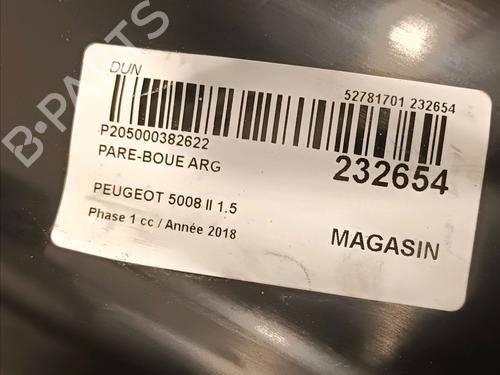 DUN
52781701 232654
P205000382622
PARE-BOUE ARG
232654
PEUGEOT 5008 II 1.5
Phase 1 cc / Année 2018
MAGASIN
B-PARTS